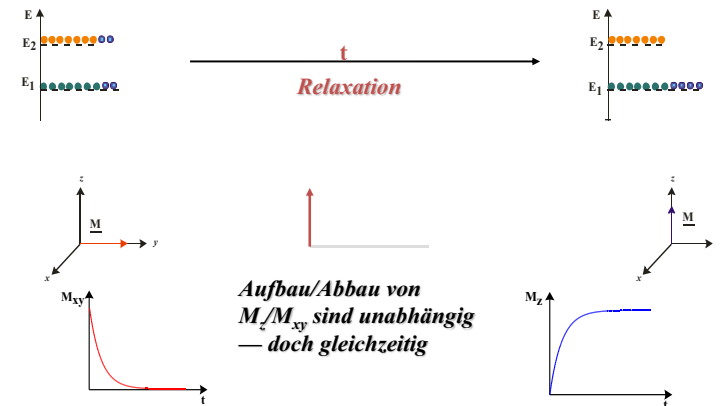 E
E2
E1
t
Relaxation
E
E2
E1
z
M
y
x
z
M
x
Mxy
t
Aufbau/Abbau von
Mz/Mxy sind unabhängig
— doch gleichzeitig
Mz
t